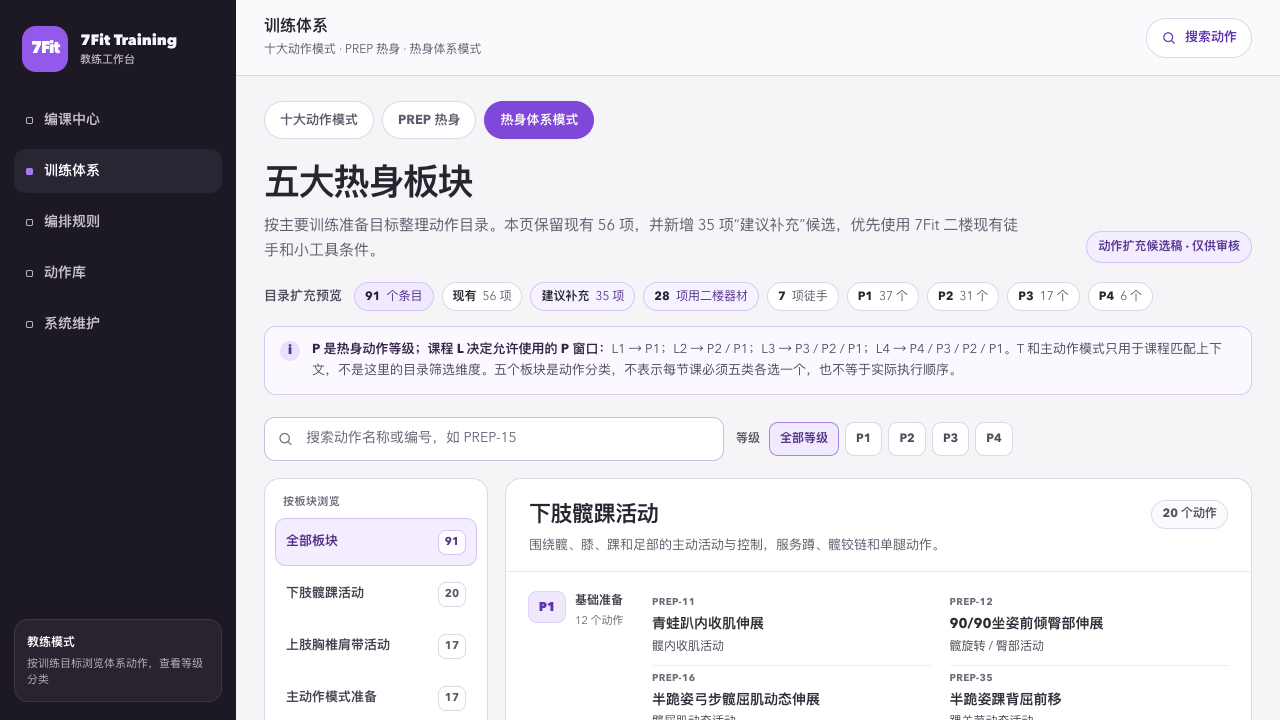 7Fit
7Fit Training
教练工作台
编课中心
训练体系
编排规则
动作库
系统维护
教练模式
按训练目标浏览体系动作，查看等级
分类
训练体系
十大动作模式 · PREP 热身 · 热身体系模式
搜索动作
十大动作模式
PREP 热身
热身体系模式
五大热身板块
按主要训练准备目标整理动作目录。本页保留现有 56 项，并新增 35 项“建议补充”候选，优先使用 7Fit 二楼现有徒
手和小工具条件。
动作扩充候选稿 · 仅供审核
目录扩充预览
91 个条目
现有 56 项
建议补充 35 项
28 项用二楼器材
7 项徒手
P1 37 个
P2 31 个
P3 17 个
P4 6 个
i
P 是热身动作等级；课程 L 决定允许使用的 P 窗口： L1 → P1；L2 → P2 / P1；L3 → P3 / P2 / P1；L4 → P4 / P3 / P2 / P1。T 和主动作模式只用于课程匹配上下
文，不是这里的目录筛选维度。五个板块是动作分类，不表示每节课必须五类各选一个，也不等于实际执行顺序。
搜索动作名称或编号，如 PREP-15
等级
全部等级
P1
P2
P3
P4
按板块浏览
全部板块
91
下肢髋踝活动
20
上肢胸椎肩带活动
17
主动作模式准备
17
下肢髋踝活动
20 个动作
围绕髋、膝、踝和足部的主动活动与控制，服务蹲、髋铰链和单腿动作。
P1
基础准备
12 个动作
PREP-11
青蛙趴内收肌伸展
髋内收肌活动
PREP-12
90/90坐姿前倾臀部伸展
髋旋转 / 臀部活动
PREP-16
半跪姿弓步髋屈肌动态伸展
髋屈肌动态活动
PREP-35
半跪姿踝背屈前移
踝关节动态活动